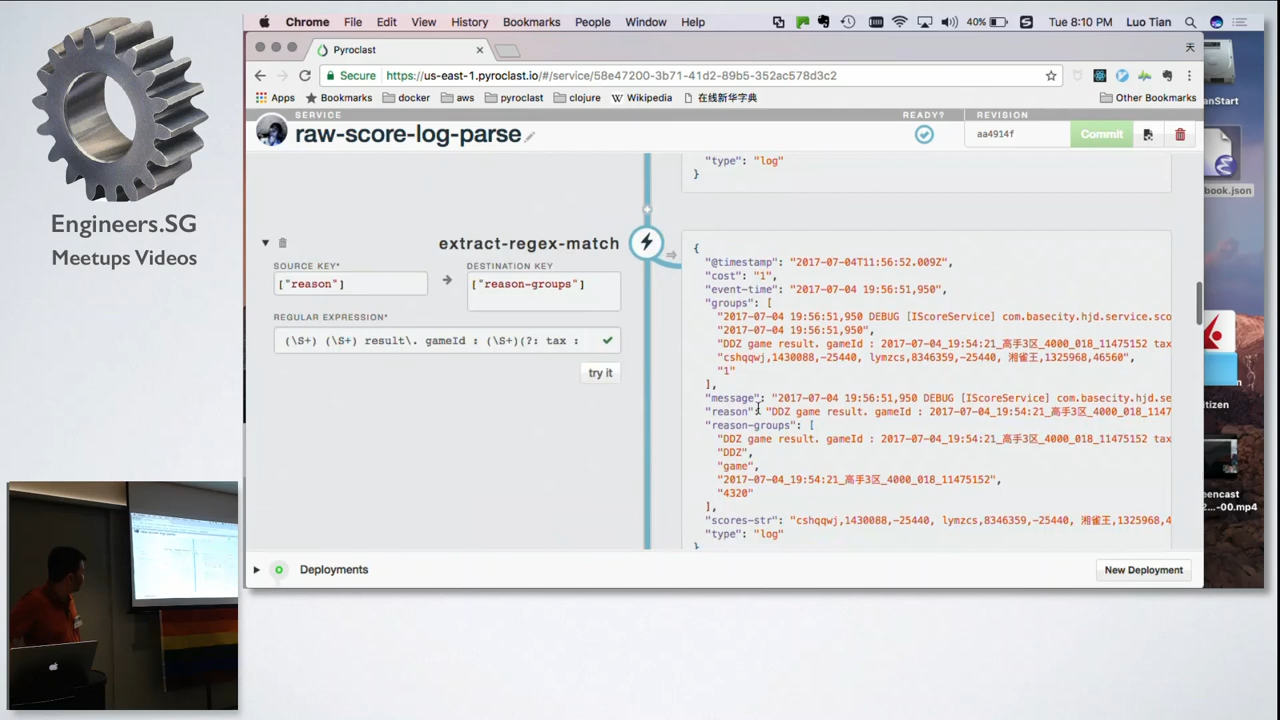 Chrome File Edit View History Bookmarks People Window Help 40% Tue 8:10 PM Luo Tian
Pyroclast
天
Secure https://us-east-1.pyroclast.io/#/service/58e47200-3b71-41d2-89b5-352ac578d3c2
Apps Bookmarks docker aws pyroclast clojure Wikipedia 在线新华字典 Other Bookmarks
SERVICE READY? REVISION
raw-score-log-parse aa4914f Commit
"type": "log"
}
extract-regex-match
SOURCE KEY* DESTINATION KEY
["reason"] ["reason-groups"]
REGULAR EXPRESSION*
(\S+) (\S+) result\. gameId : (\S+)(?: tax :
try it
{
"@timestamp": "2017-07-04T11:56:52.009Z",
"cost": "1",
"event-time": "2017-07-04 19:56:51,950",
"groups": [
"2017-07-04 19:56:51,950 DEBUG [IScoreService] com.basecity.hjd.service.sco
"2017-07-04 19:56:51,950",
"DDZ game result. gameId : 2017-07-04_19:54:21_高手3区_4000_018_11475152 tax
"cshqqwj,1430088,-25440, lymzcs,8346359,-25440, 湘雀王,1325968,46560",
"1"
],
"message": "2017-07-04 19:56:51,950 DEBUG [IScoreService] com.basecity.hjd.se
"reason": "DDZ game result. gameId : 2017-07-04_19:54:21_高手3区_4000_018_1147
"reason-groups": [
"DDZ game result. gameId : 2017-07-04_19:54:21_高手3区_4000_018_11475152 tax
"DDZ",
"game",
"2017-07-04_19:54:21_高手3区_4000_018_11475152",
"4320"
],
"scores-str": "cshqqwj,1430088,-25440, lymzcs,8346359,-25440, 湘雀王,1325968,4
"type": "log"
}
Deployments New Deployment
Engineers.SG
Meetups Videos
anStart
book.json
itizen
eencast
2...-00.mp4